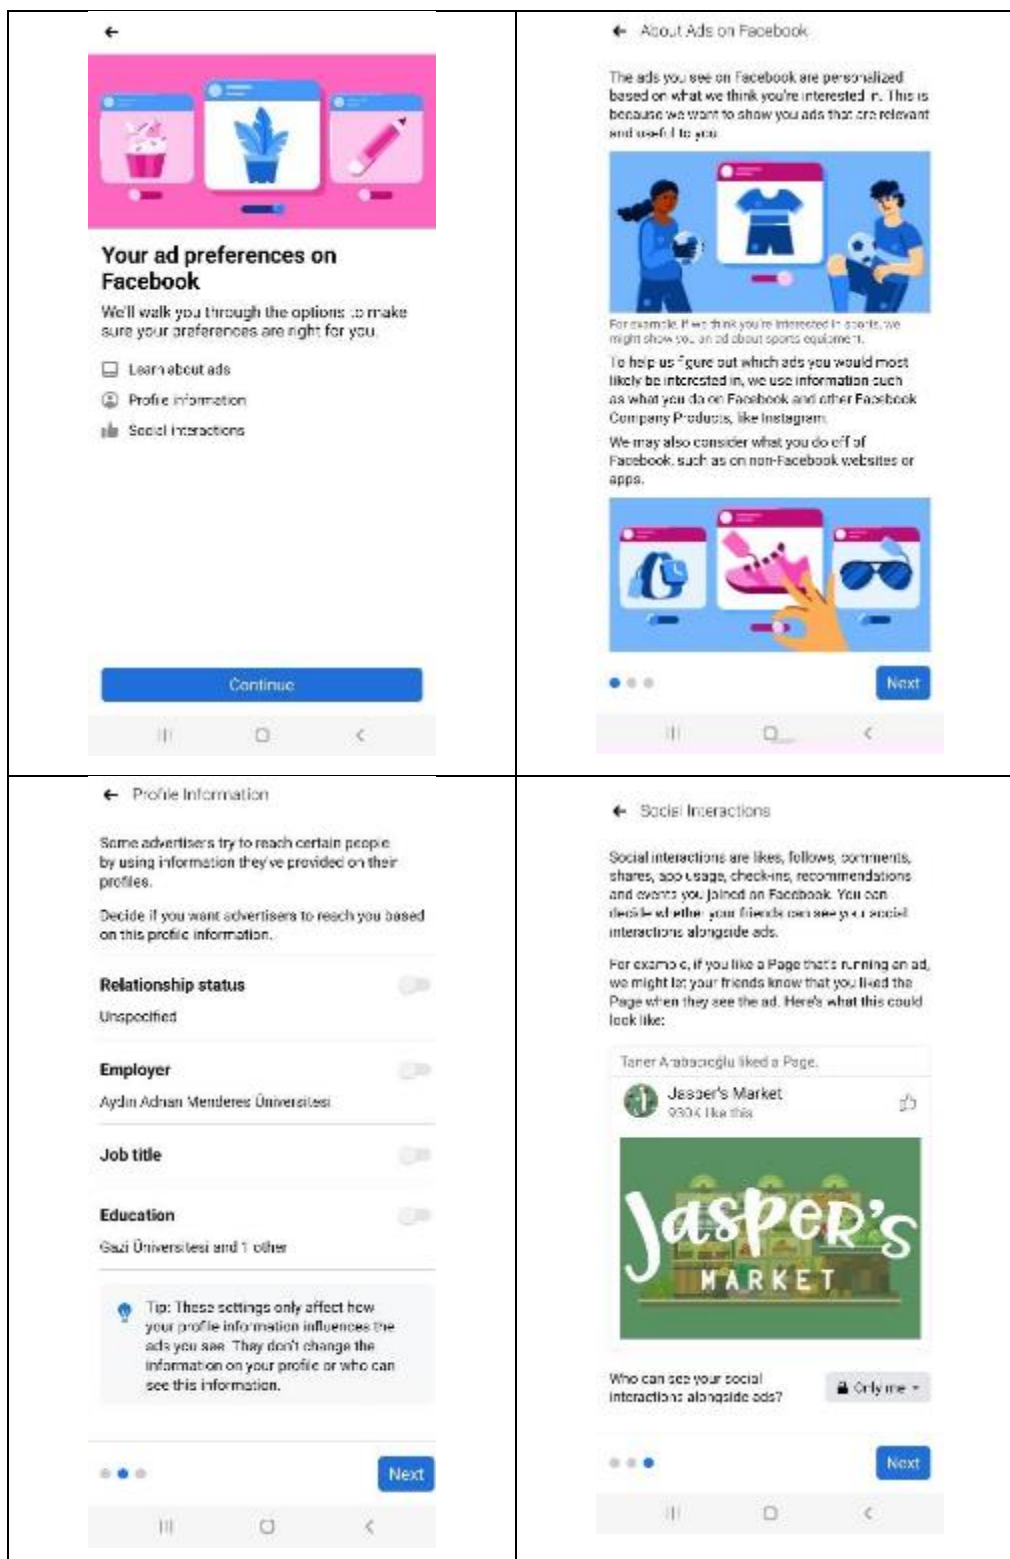 Your ad preferences on
Facebook
We'll walk you through the options to make
sure your preferences are right for you.
Learn about ads
Profile information
Social interactions
Continue
About Ads on Facebook
The ads you see on Facebook are personalized
based on what we think you're interested in. This is
because we want to show you ads that are relevant
and useful to you.
For example, if we think you're interested in sports, we
might show you an ad about sports equipment.
To help us figure out which ads you would most
likely be interested in, we use information such
as what you do on Facebook and other Facebook
Company Products, like Instagram.
We may also consider what you do off of
Facebook, such as on non-Facebook websites or
apps.
Next
Profile Information
Some advertisers try to reach certain people
by using information they've provided on their
profiles.
Decide if you want advertisers to reach you based
on this profile information.
Relationship status
Unspecified
Employer
Aydın Adnan Menderes Üniversitesi
Job title
Education
Gazi Üniversitesi and 1 other
Tip: These settings only affect how
your profile information influences the
ads you see. They don't change the
information on your profile or who can
see this information.
Next
Social Interactions
Social interactions are likes, follows, comments,
shares, app usage, check-ins, recommendations
and events you joined on Facebook. You can
decide whether your friends can see your social
interactions alongside ads.
For example, if you like a Page that's running an ad,
we might let your friends know that you liked the
Page when they see the ad. Here's what this could
look like:
Taner Arabacıoğlu liked a Page.
Jasper's Market
930K like this
Jasper's
MARKET
Who can see your social
interactions alongside ads?
Only me
Next